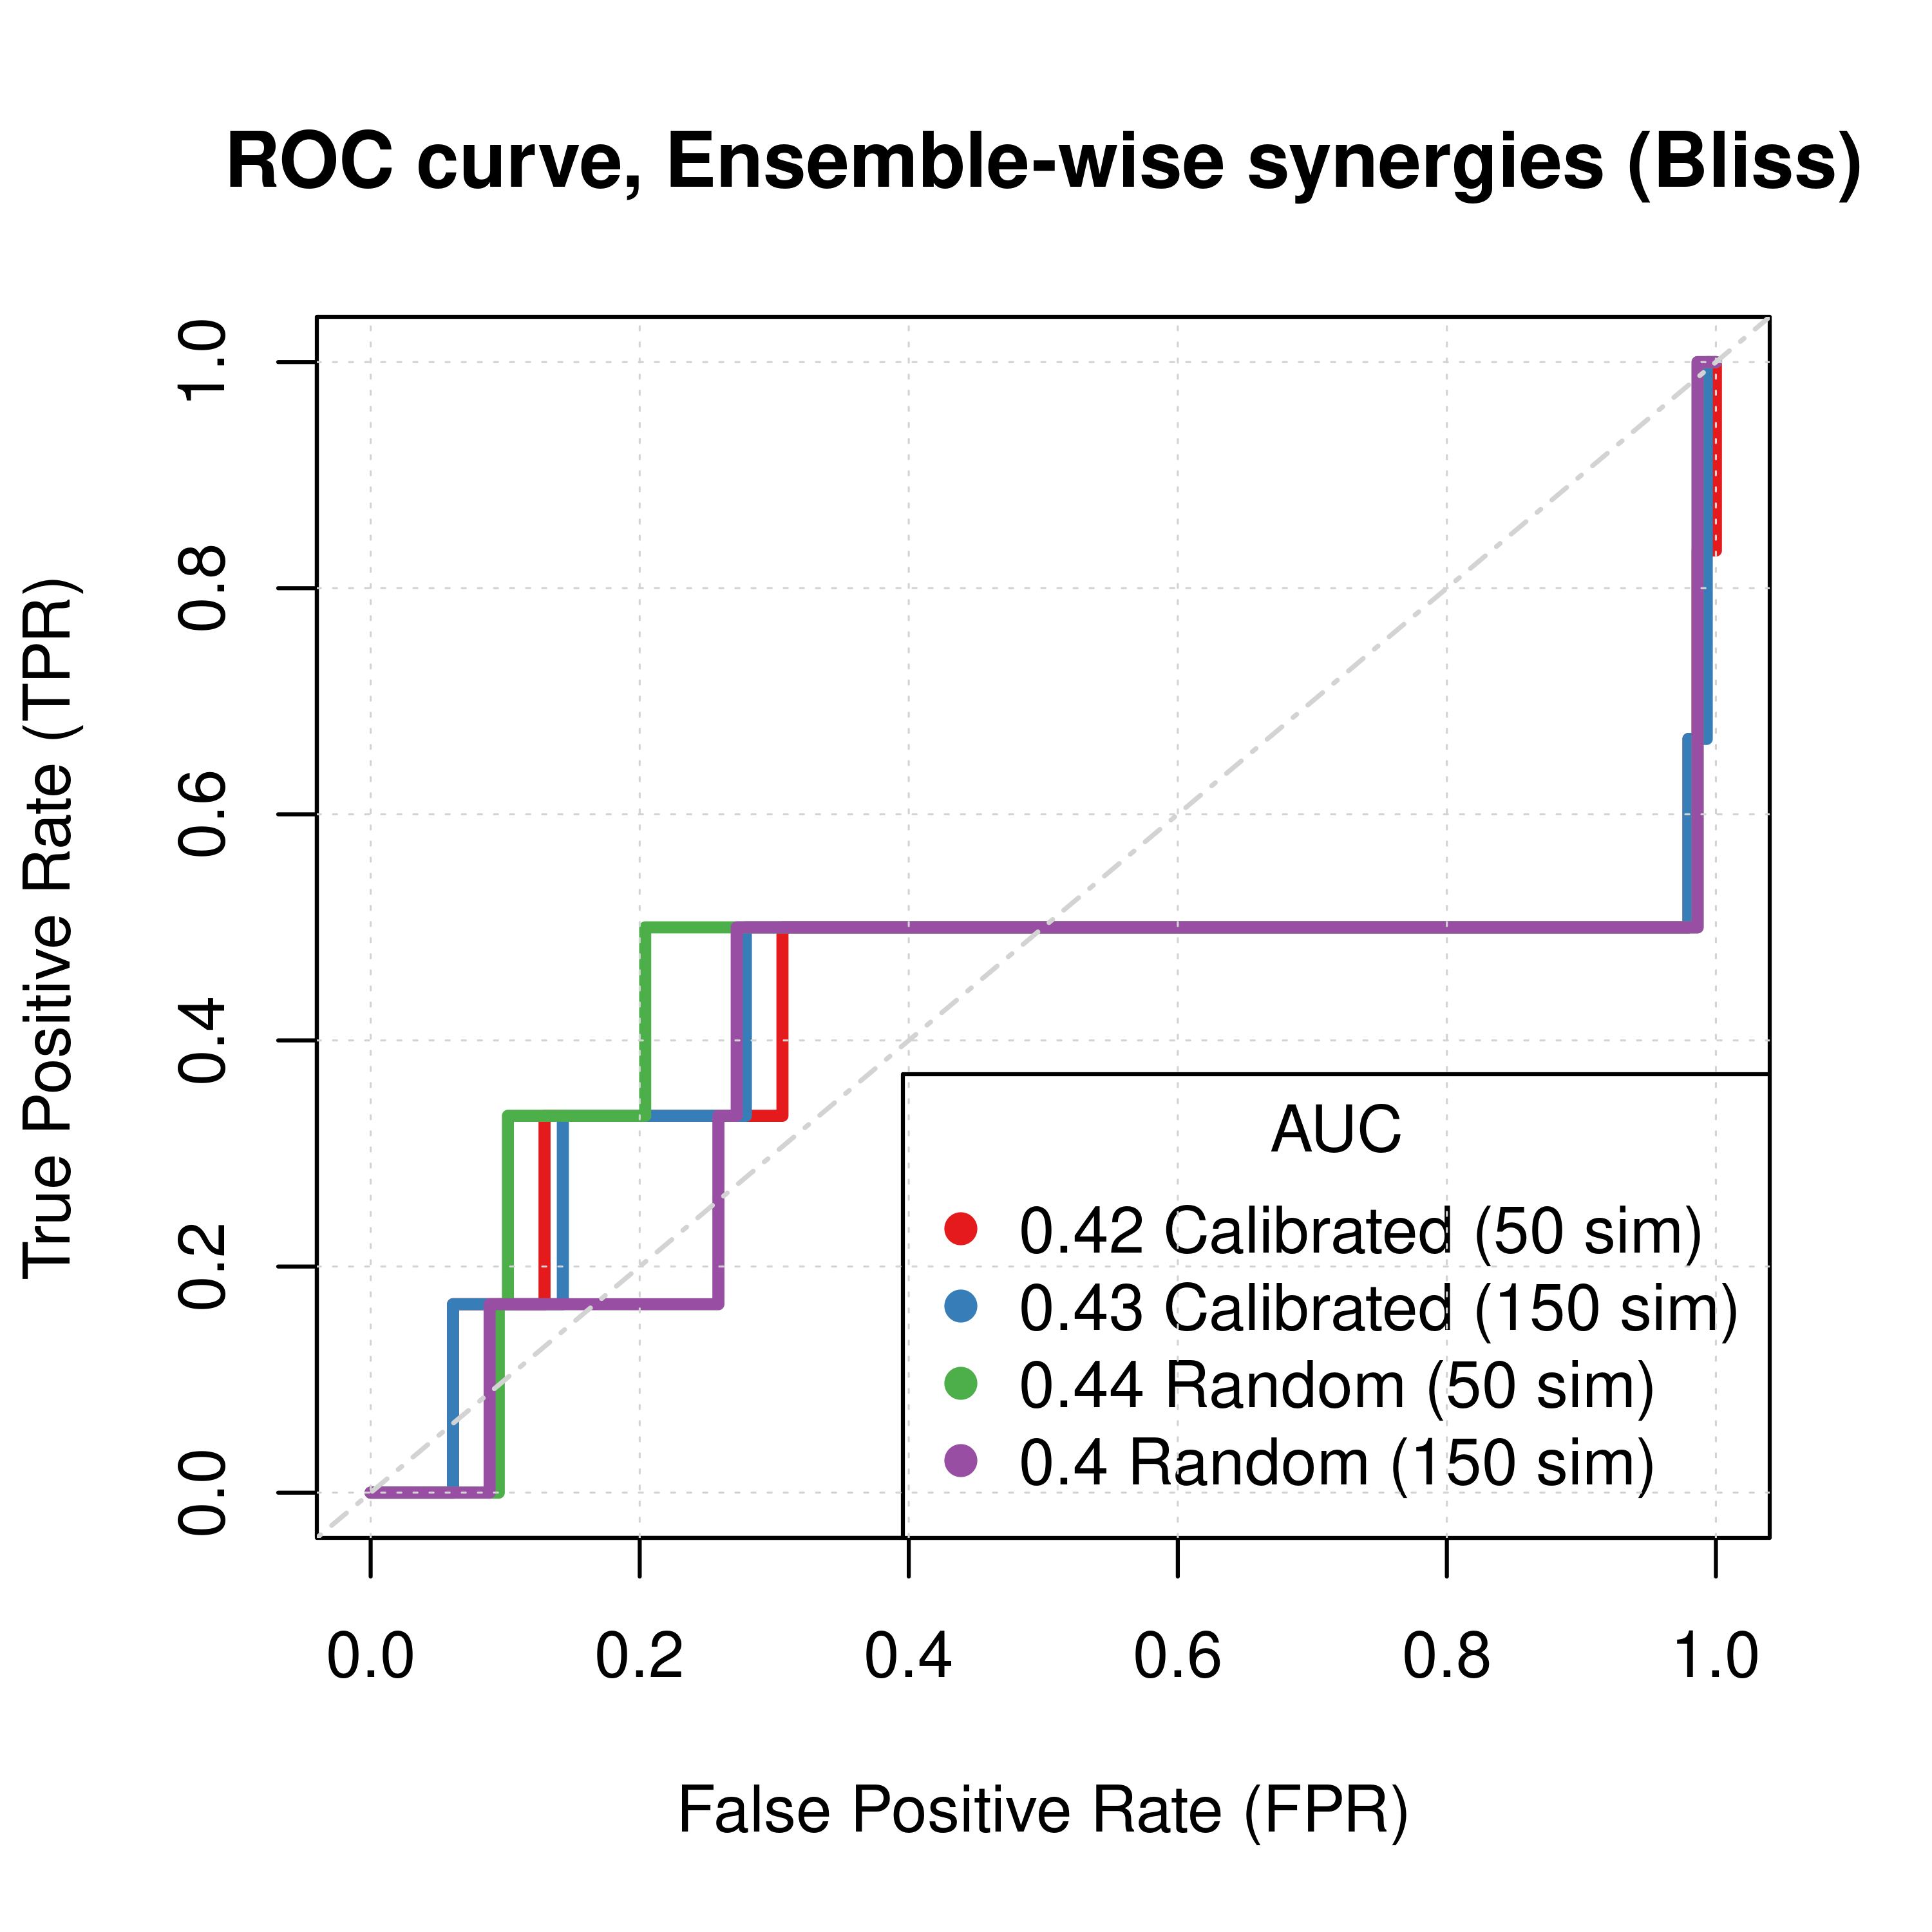 ROC curve, Ensemble-wise synergies (Bliss)
True Positive Rate (TPR)
1.0
0.8
0.6
0.4
0.2
0.0
AUC
0.42 Calibrated (50 sim)
0.43 Calibrated (150 sim)
0.44 Random (50 sim)
0.4 Random (150 sim)
0.0 0.2 0.4 0.6 0.8 1.0
False Positive Rate (FPR)